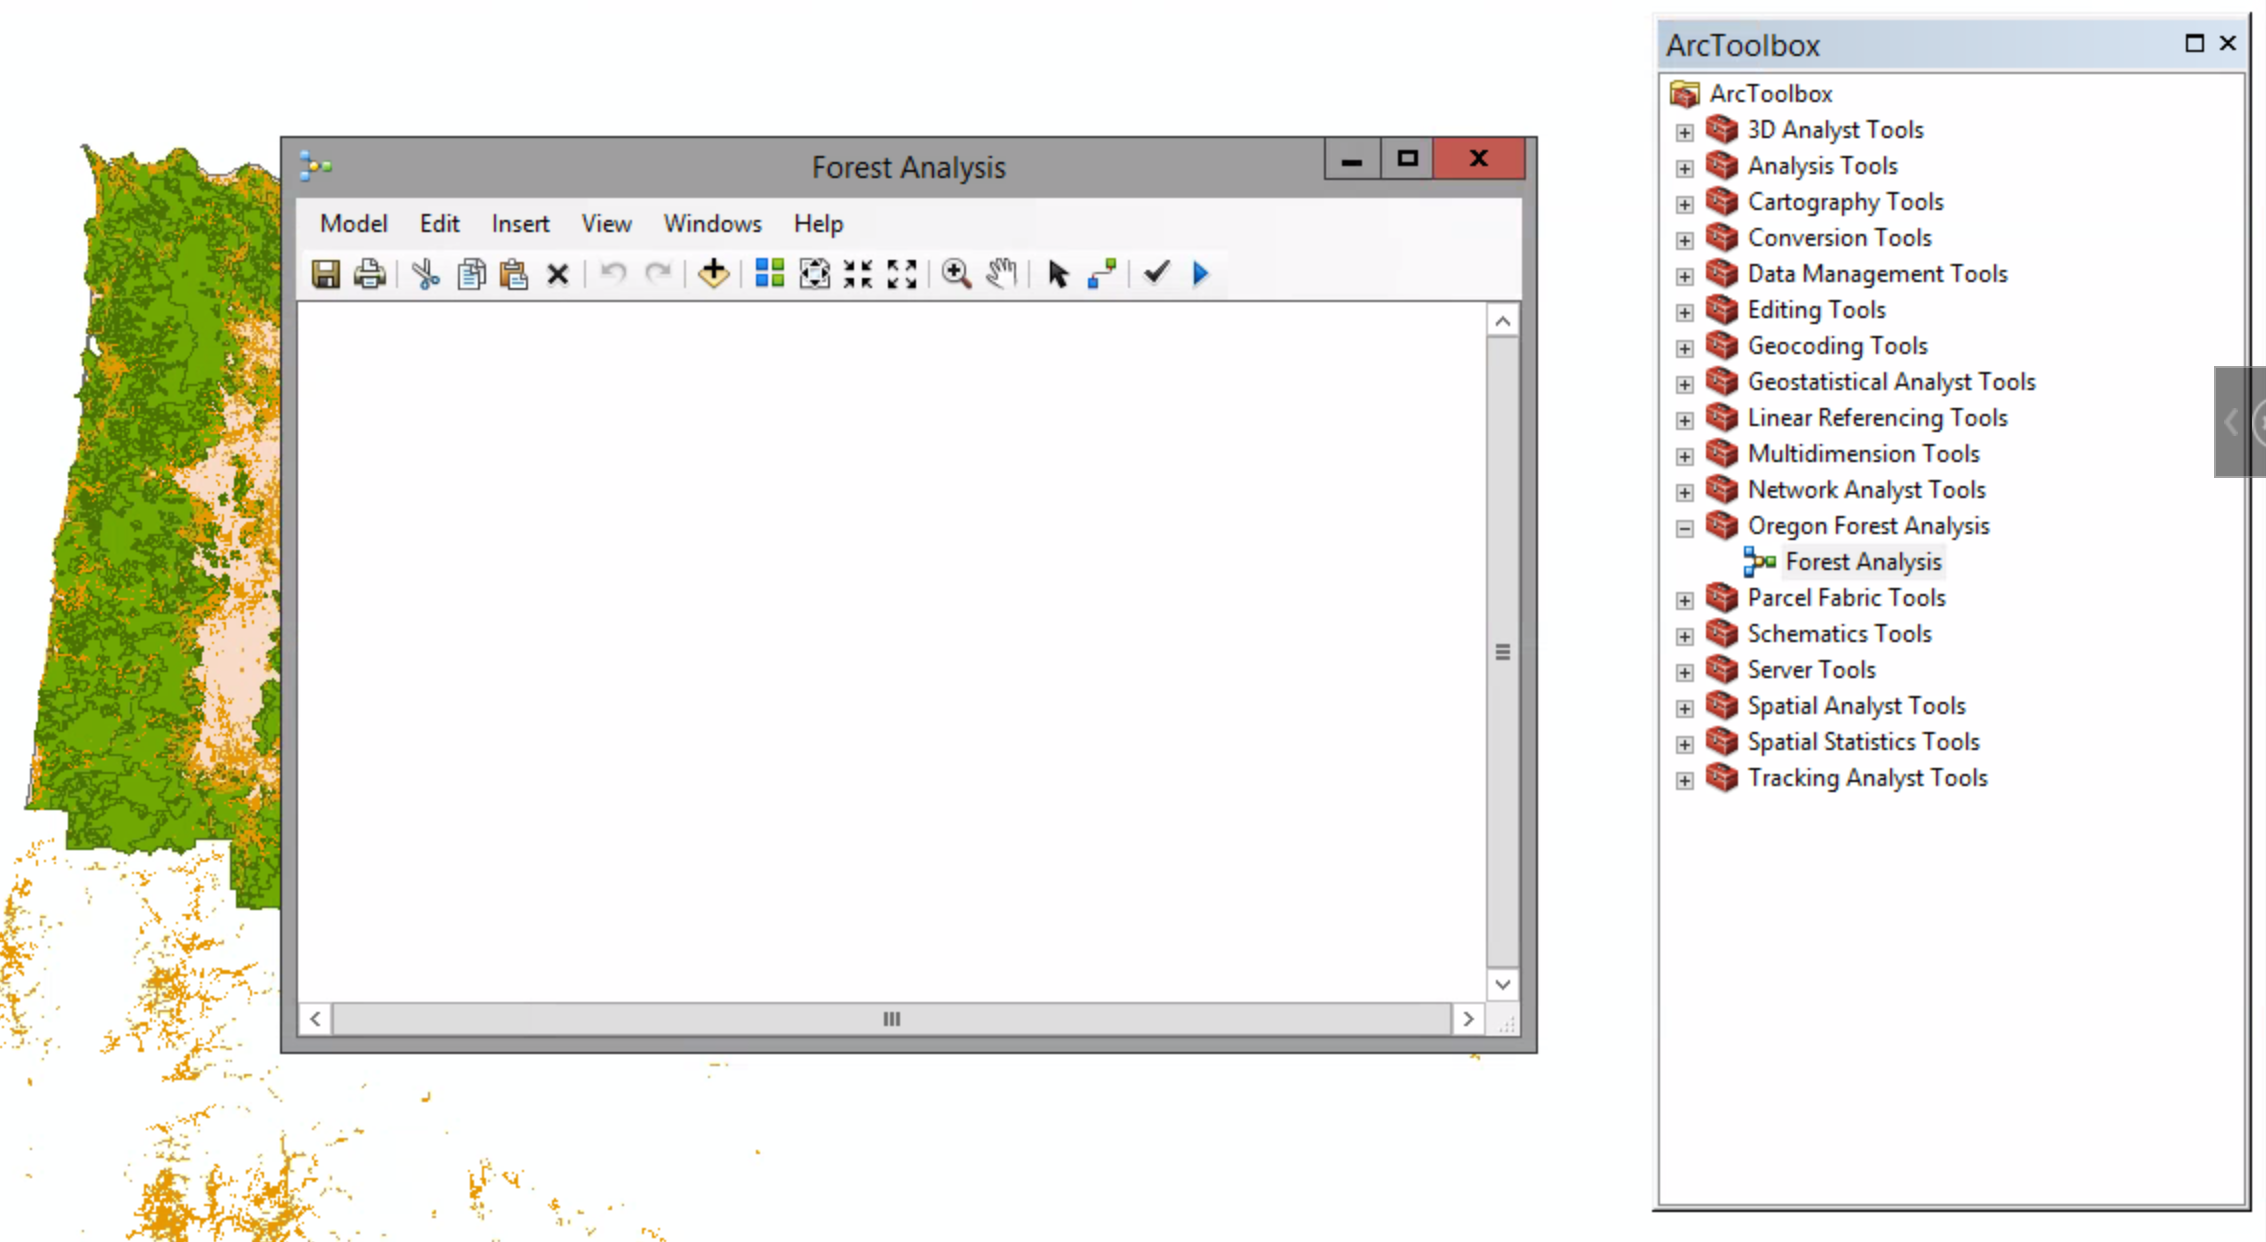 Forest Analysis
Model Edit Insert View Windows Help
ArcToolbox
ArcToolbox
3D Analyst Tools
Analysis Tools
Cartography Tools
Conversion Tools
Data Management Tools
Editing Tools
Geocoding Tools
Geostatistical Analyst Tools
Linear Referencing Tools
Multidimension Tools
Network Analyst Tools
Oregon Forest Analysis
Forest Analysis
Parcel Fabric Tools
Schematics Tools
Server Tools
Spatial Analyst Tools
Spatial Statistics Tools
Tracking Analyst Tools